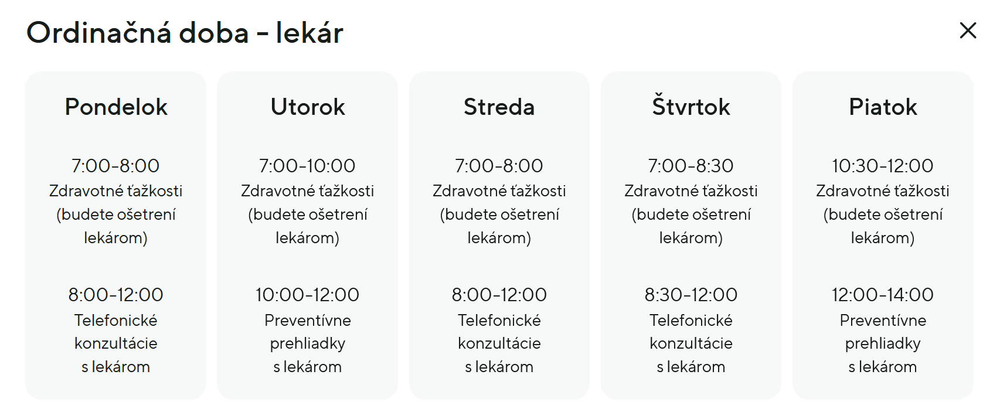 Ordinačná doba - lekár
Pondelok
7:00-8:00
Zdravotné ťažkosti
(budete ošetrení
lekárom)
8:00-12:00
Telefonické
konzultácie
s lekárom
Utorok
7:00-10:00
Zdravotné ťažkosti
(budete ošetrení
lekárom)
10:00-12:00
Preventívne
prehliadky
s lekárom
Streda
7:00-8:00
Zdravotné ťažkosti
(budete ošetrení
lekárom)
8:00-12:00
Telefonické
konzultácie
s lekárom
Štvrtok
7:00-8:30
Zdravotné ťažkosti
(budete ošetrení
lekárom)
8:30-12:00
Telefonické
konzultácie
s lekárom
Piatok
10:30-12:00
Zdravotné ťažkosti
(budete ošetrení
lekárom)
12:00-14:00
Preventívne
prehliadky
s lekárom